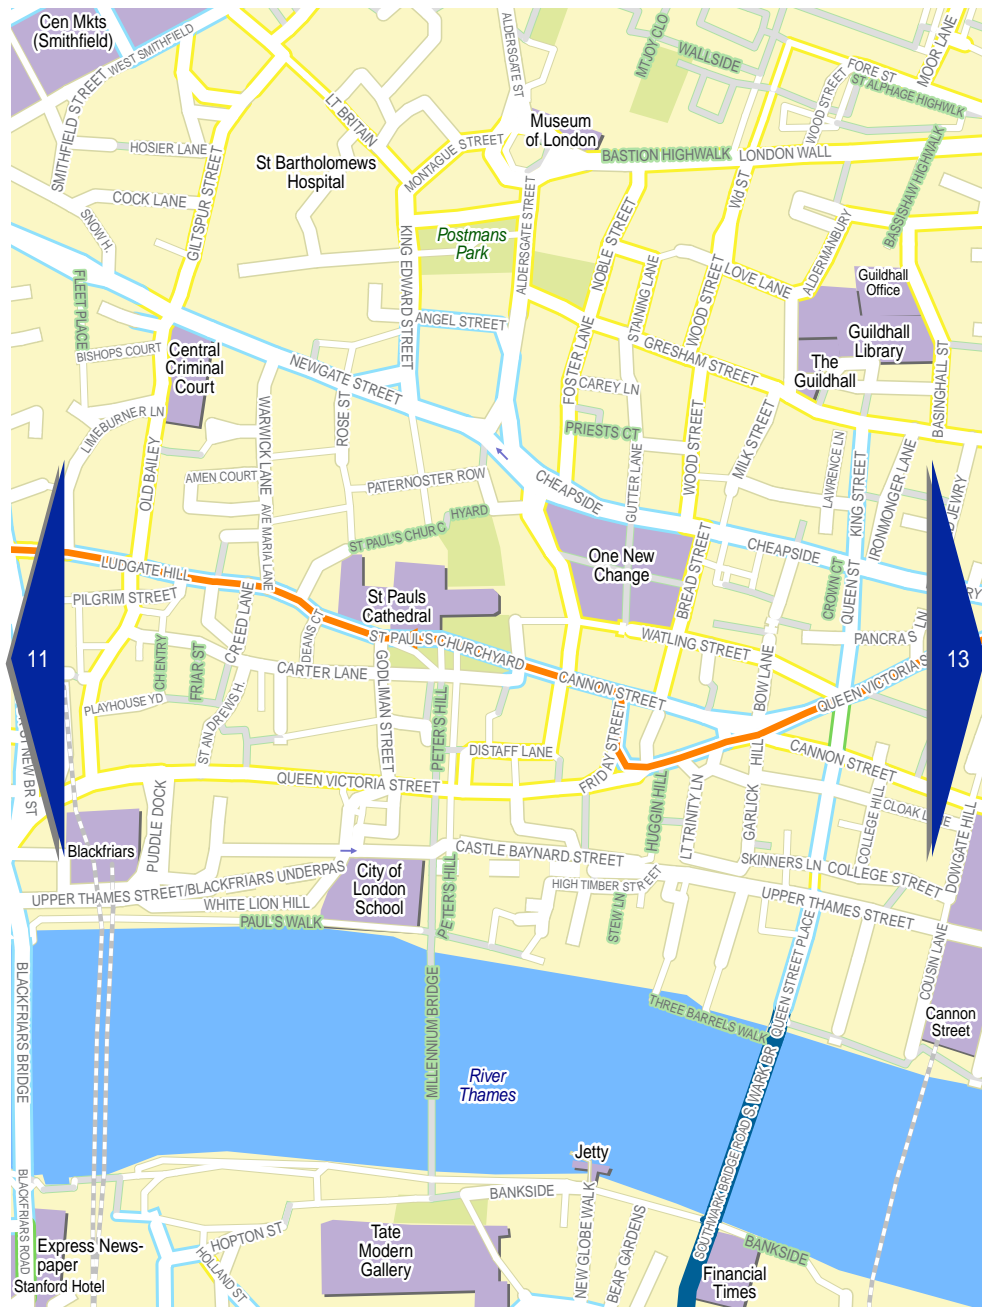 Cen Mkts
(Smithfield)
WEST SMITHFIELD
SMITHFIELD STREET
HOSIER LANE
COCK LANE
SNOW H.
GILTSPUR STREET
LT BRITAIN
St Bartholomews
Hospital
MONTAGUE STREET
ALDERSGATE ST
Museum
of London
MTJOY CLO
WALLSIDE
FORE ST
MOOR LANE
WOOD STREET
ST ALPHAGE HIGHWLK
BASTION HIGHWALK
LONDON WALL
BASSISHAW HIGHWALK
Wd ST
Postmans
Park
KING EDWARD STREET
ALDERSGATE STREET
NOBLE STREET
STAINING LANE
WOOD STREET
LOVE LANE
ALDERMANBURY
Guildhall
Office
Guildhall
Library
The
Guildhall
BASINGHALL ST
FLEET PLACE
BISHOPS COURT
Central
Criminal
Court
ANGEL STREET
NEWGATE STREET
GRESHAM STREET
FOSTER LANE
CAREY LN
PRIESTS CT
LIMEBURNER LN
OLD BAILEY
WARWICK LANE
AVE MARIA LANE
ROSE ST
AMEN COURT
PATERNOSTER ROW
CHEAPSIDE
GUTTER LANE
WOOD STREET
MILK STREET
LAWRENCE LN
KING STREET
IRONMONGER LANE
D JEWRY
ST PAUL'S CHURC
HYARD
One New
Change
BREAD STREET
CHEAPSIDE
RY
CROWN CT
QUEEN ST
LUDGATE HILL
PILGRIM STREET
St Pauls
Cathedral
ST PAUL'S CHURCHYARD
WATLING STREET
PANCRAS LN
11
13
CH ENTRY
FRIAR ST
CREED LANE
DEANS CT
CARTER LANE
GODLIMAN STREET
CANNON STREET
BOW LANE
QUEEN VICTORIA S
PLAYHOUSE YD
ST ANDREWS H.
PETER'S HILL
DISTAFF LANE
FRIDAY STREET
CANNON STREET
NEW BR ST
PUDDLE DOCK
QUEEN VICTORIA STREET
HUGGIN HILL
LT TRINITY LN
GARLICK
HILL
COLLEGE HILL
CLOAK L
DOWGATE HILL
Blackfriars
CASTLE BAYNARD STREET
SKINNERS LN
COLLEGE STREET
UPPER THAMES STREET/BLACKFRIARS UNDERPAS
City of
London
School
HIGH TIMBER STREET
UPPER THAMES STREET
WHITE LION HILL
PAUL'S WALK
PETER'S HILL
STEW LN
QUEEN STREET PLACE
COUSIN LANE
Cannon
Street
BLACKFRIARS BRIDGE
MILLENNIUM BRIDGE
THREE BARRELS WALK
S. WARK BR
River
Thames
SOUTHWARK BRIDGE ROAD
Jetty
BLACKFRIARS ROAD
BANKSIDE
NEW GLOBE WALK
BEAR GARDENS
BANKSIDE
HOPTON ST
HOLLAND ST
Tate
Modern
Gallery
Express News-
paper
Stanford Hotel
Financial
Times